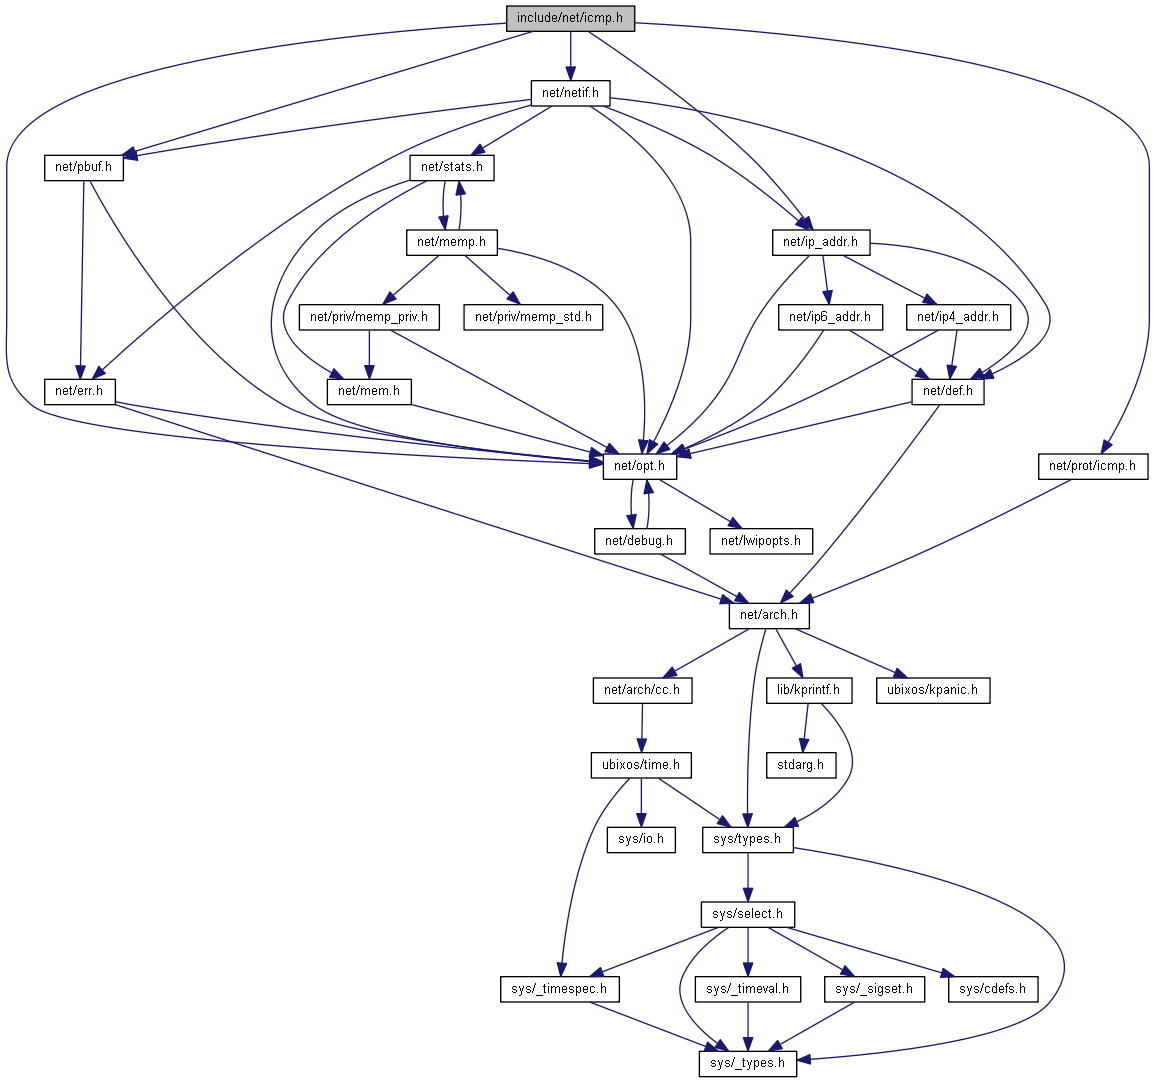 include/net/icmp.h
net/netif.h
net/pbuf.h
net/stats.h
net/memp.h
net/ip_addr.h
net/priv/memp_priv.h
net/priv/memp_std.h
net/ip6_addr.h
net/ip4_addr.h
net/err.h
net/mem.h
net/def.h
net/opt.h
net/prot/icmp.h
net/debug.h
net/lwipopts.h
net/arch.h
net/arch/cc.h
lib/kprintf.h
ubixos/kpanic.h
ubixos/time.h
stdarg.h
sys/io.h
sys/types.h
sys/select.h
sys/_timespec.h
sys/_timeval.h
sys/_sigset.h
sys/cdefs.h
sys/_types.h